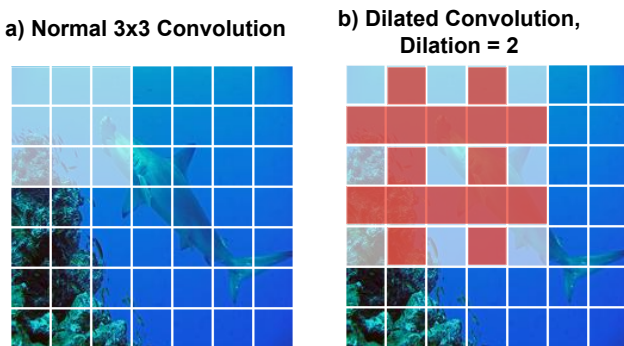 a) Normal 3x3 Convolution
b) Dilated Convolution,
Dilation = 2